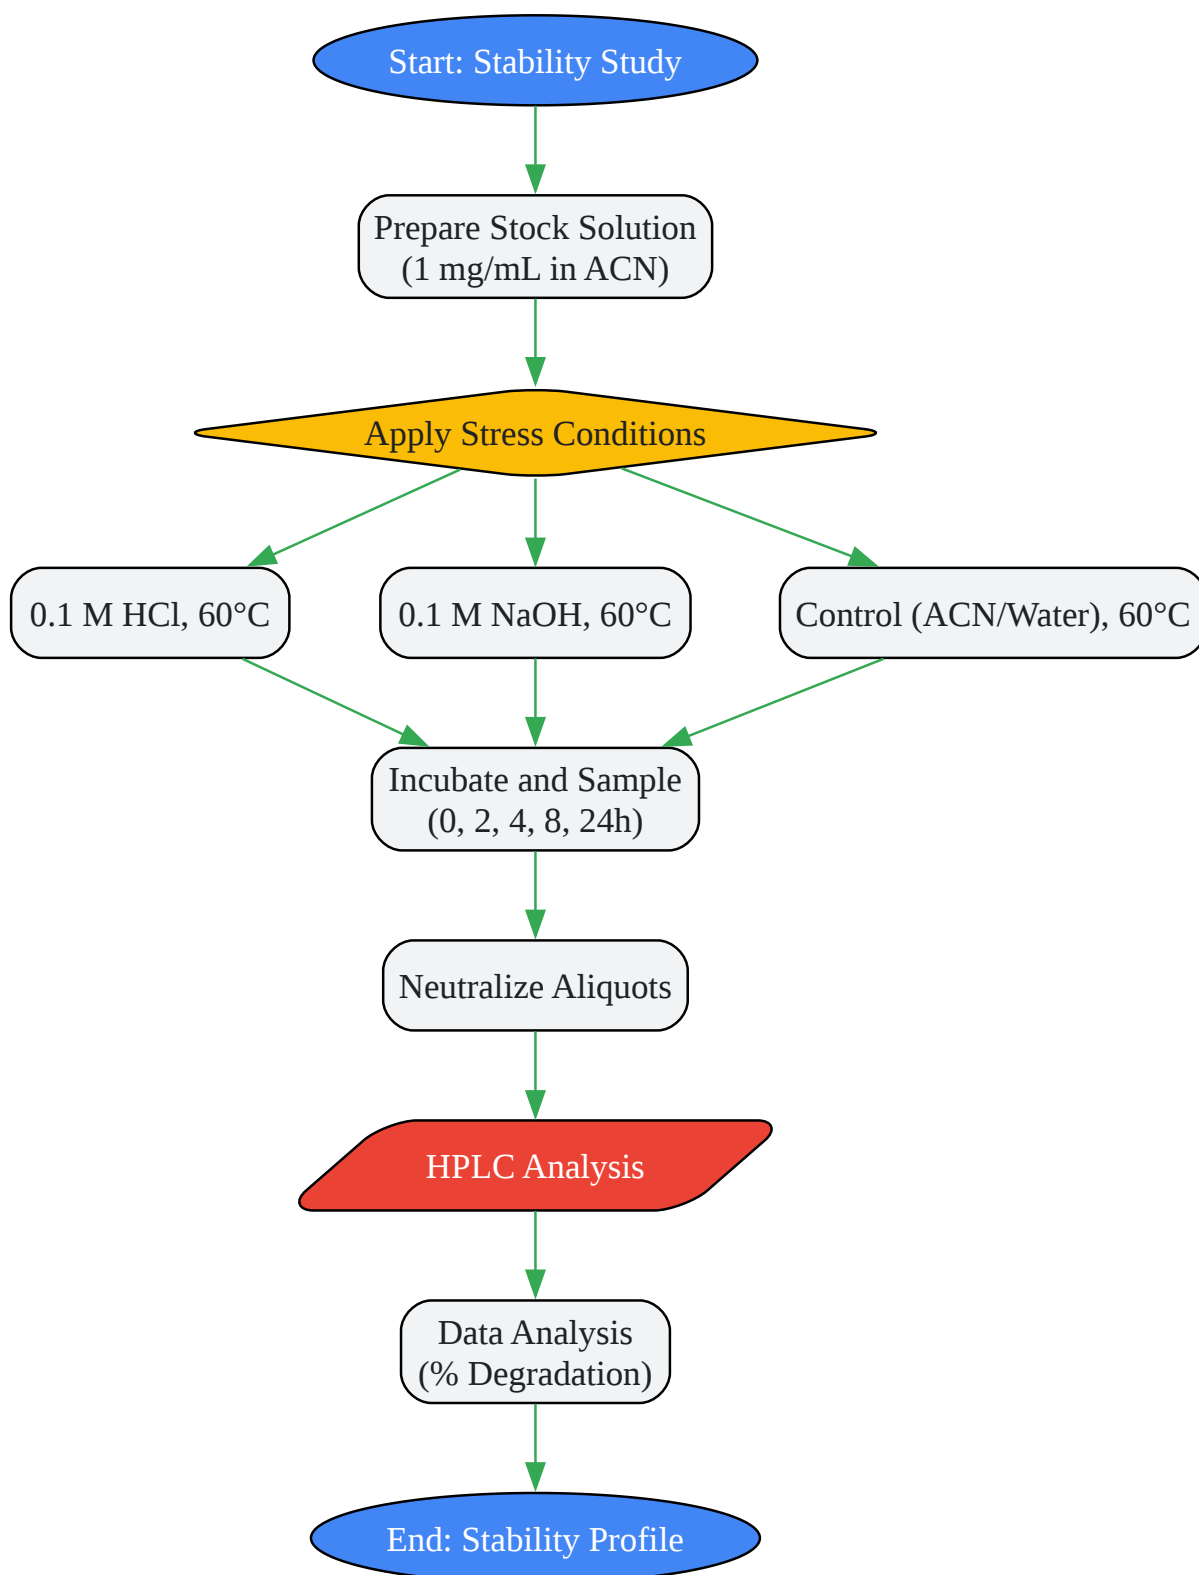 Start: Stability Study
Prepare Stock Solution
(1 mg/mL in ACN)
Apply Stress Conditions
0.1 M HCl, 60°C
0.1 M NaOH, 60°C
Control (ACN/Water), 60°C
Incubate and Sample
(0, 2, 4, 8, 24h)
Neutralize Aliquots
HPLC Analysis
Data Analysis
(% Degradation)
End: Stability Profile